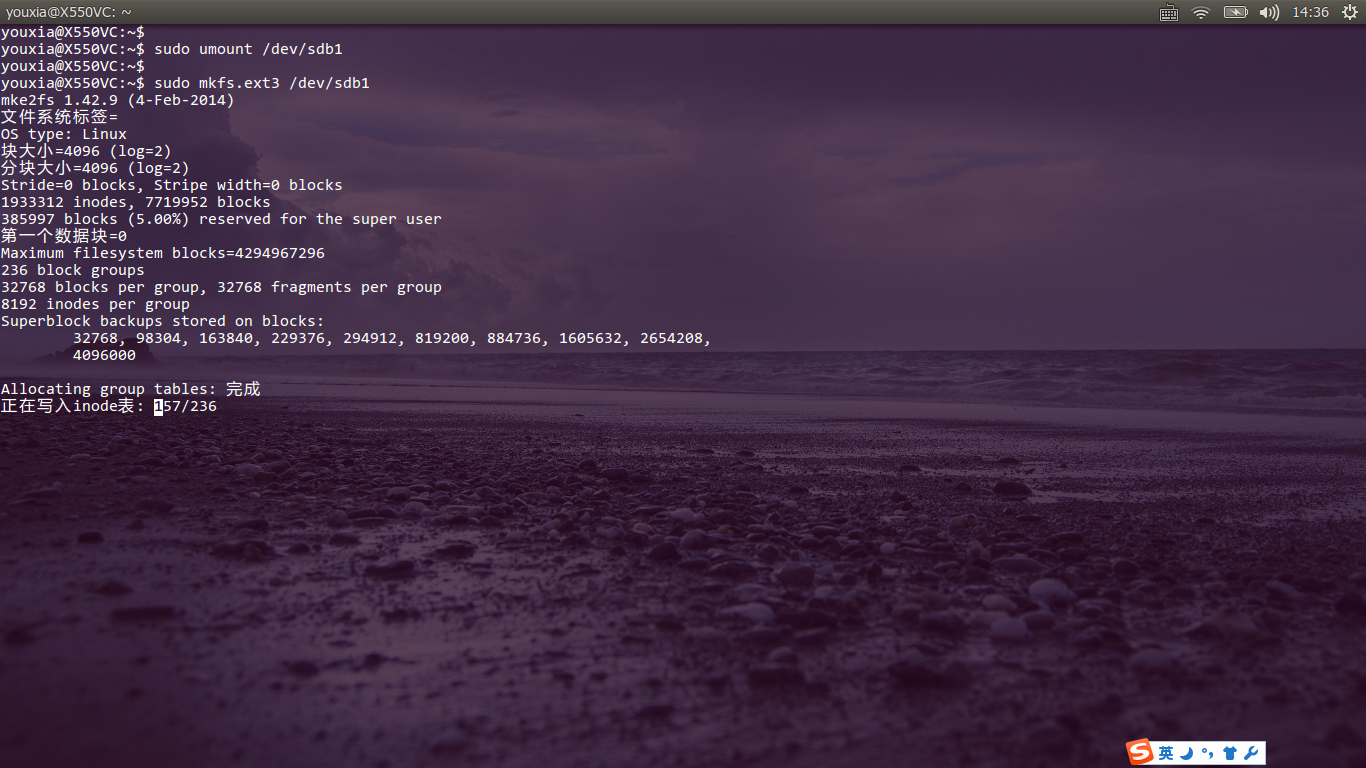 youxia@X550VC: ~
14:36
youxia@X550VC:~$
youxia@X550VC:~$ sudo umount /dev/sdb1
youxia@X550VC:~$
youxia@X550VC:~$ sudo mkfs.ext3 /dev/sdb1
mke2fs 1.42.9 (4-Feb-2014)
文件系统标签=
OS type: Linux
块大小=4096 (log=2)
分块大小=4096 (log=2)
Stride=0 blocks, Stripe width=0 blocks
1933312 inodes, 7719952 blocks
385997 blocks (5.00%) reserved for the super user
第一个数据块=0
Maximum filesystem blocks=4294967296
236 block groups
32768 blocks per group, 32768 fragments per group
8192 inodes per group
Superblock backups stored on blocks:
32768, 98304, 163840, 229376, 294912, 819200, 884736, 1605632, 2654208,
4096000
Allocating group tables: 完成
正在写入inode表: 157/236
S 英